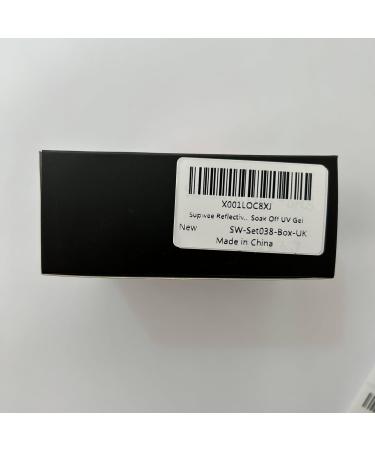 X001LOC8XJ
Supwee Reflectiv... Soak Off UV Gel
New SW-Set038-Box-UK
Made in China